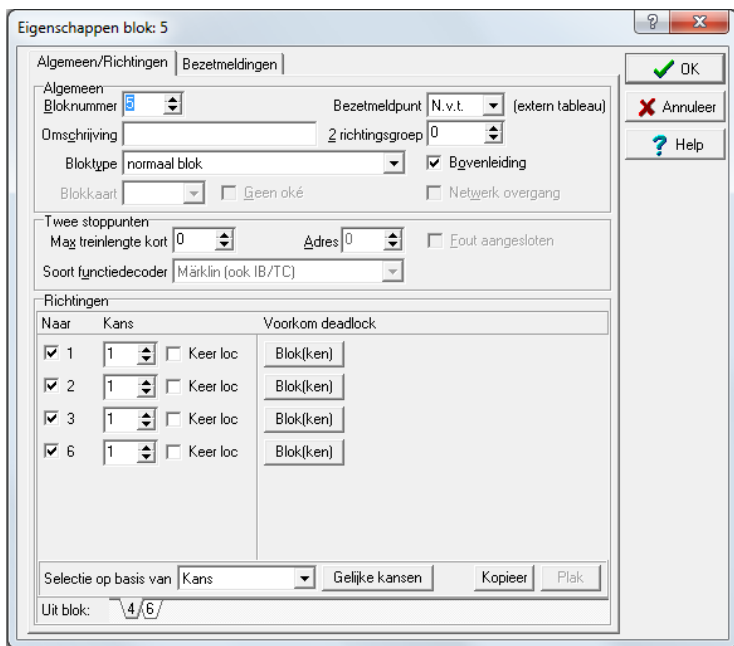 Eigenschappen blok: 5
Algemeen/Richtingen Bezetmeldingen
OK
Annuleer
Help
Algemeen
Bloknummer 5 Bezetmeldpunt N.v.t. (extern tableau)
Omschrijving 2 richtingsgroep 0
Bloktype normaal blok Bovenleiding
Blokkaart Geen oké Netwerk overgang
Twee stoppunten
Max treinlengte kort 0 Adres 0 Fout aangesloten
Soort functiedecoder Märklin (ook IB/TC)
Richtingen
Naar Kans Voorkom deadlock
1 1 Keer loc Blok(ken)
2 1 Keer loc Blok(ken)
3 1 Keer loc Blok(ken)
6 1 Keer loc Blok(ken)
Selectie op basis van Kans Gelijke kansen Kopieer Plak
Uit blok: 4 6